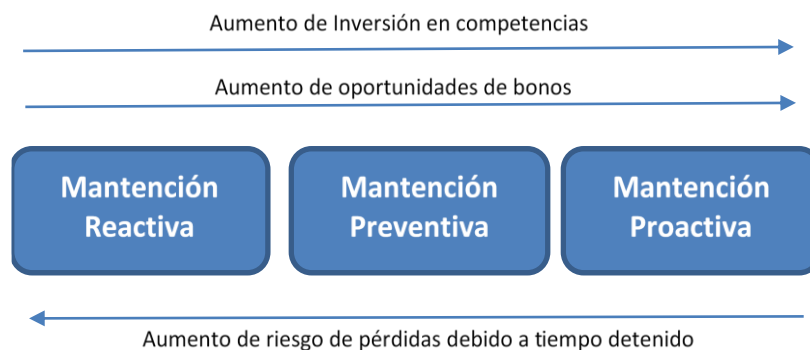 Aumento de Inversión en competencias
Aumento de oportunidades de bonos
Mantención
Reactiva
Mantención
Preventiva
Mantención
Proactiva
Aumento de riesgo de pérdidas debido a tiempo detenido